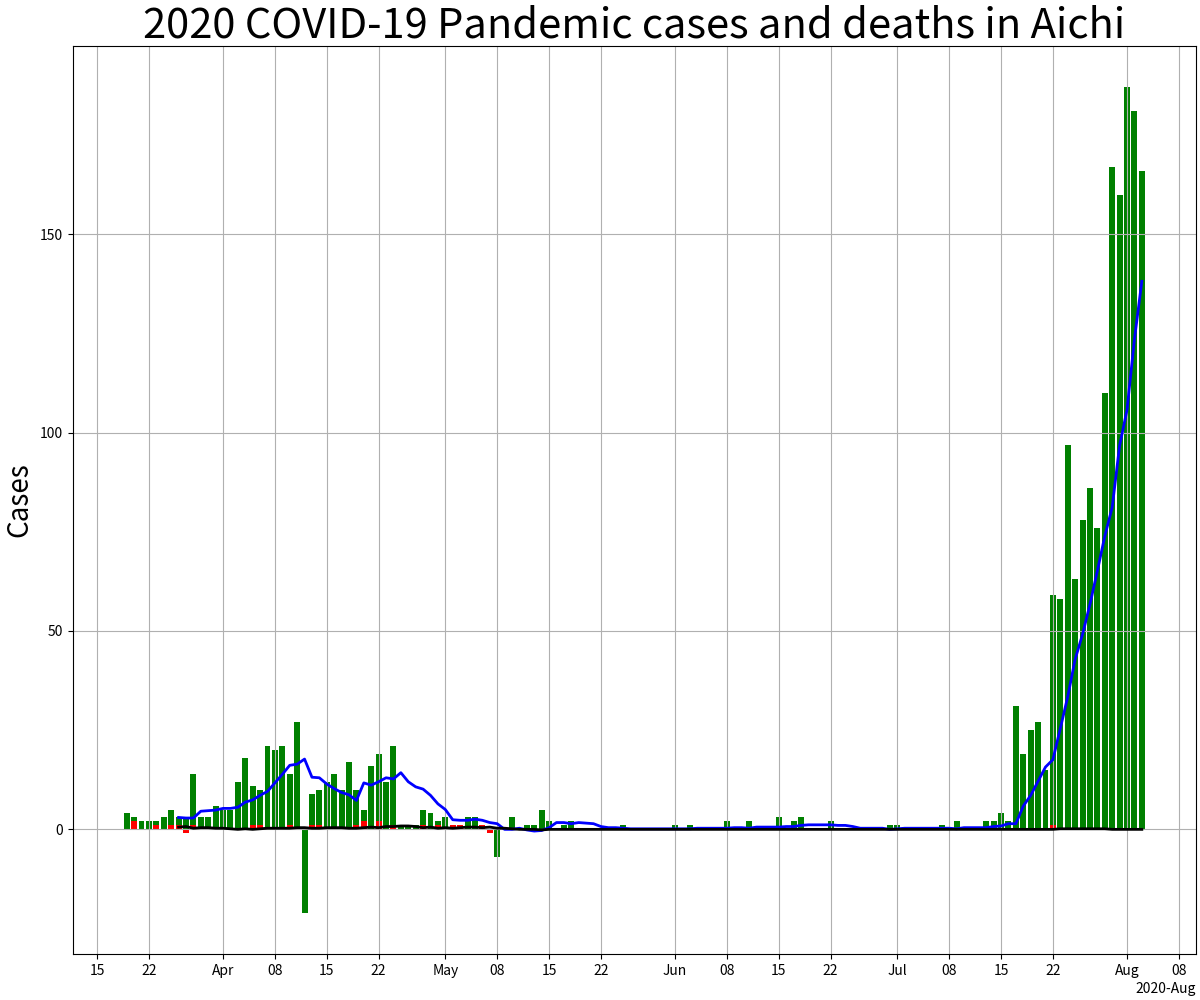 2020 COVID-19 Pandemic cases and deaths in Aichi
Cases
150
100
50
0
15 22 Apr 08 15 22 May 08 15 22 Jun 08 15 22 Jul 08 15 22 Aug 08
2020-Aug